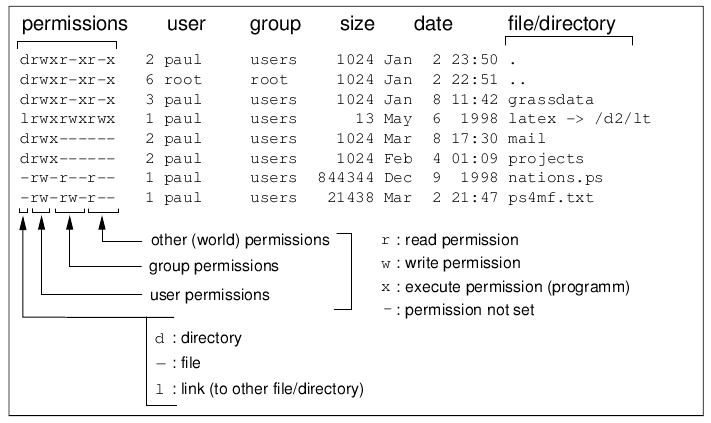 permissions user group size date file/directory
drwxr-xr-x 2 paul users 1024 Jan 2 23:50 .
drwxr-xr-x 6 root root 1024 Jan 2 22:51 ..
drwxr-xr-x 3 paul users 1024 Jan 8 11:42 grassdata
lrwxrwxrwx 1 paul users 13 May 6 1998 latex -> /d2/lt
drwx------ 2 paul users 1024 Mar 8 17:30 mail
drwx------ 2 paul users 1024 Feb 4 01:09 projects
-rw-r--r-- 1 paul users 844344 Dec 9 1998 nations.ps
-rw-rw-r-- 1 paul users 21438 Mar 2 21:47 ps4mf.txt
other (world) permissions
group permissions
user permissions
r : read permission
w : write permission
x : execute permission (programm)
- : permission not set
d : directory
- : file
l : link (to other file/directory)